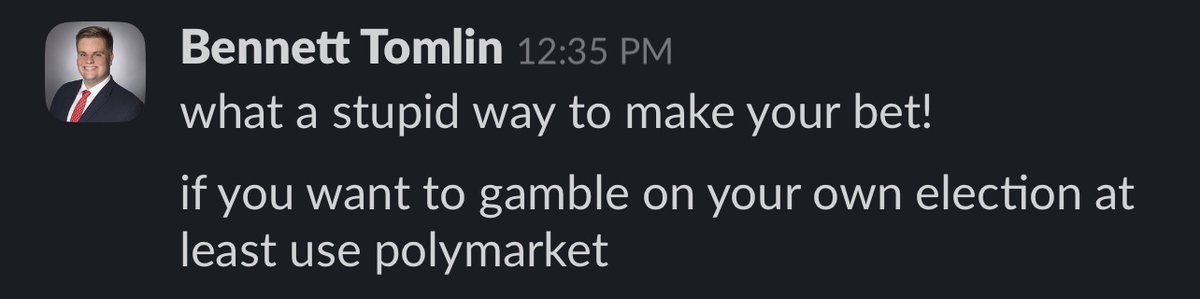 Bennett Tomlin 12:35 PM
what a stupid way to make your bet!
if you want to gamble on your own election at
least use polymarket